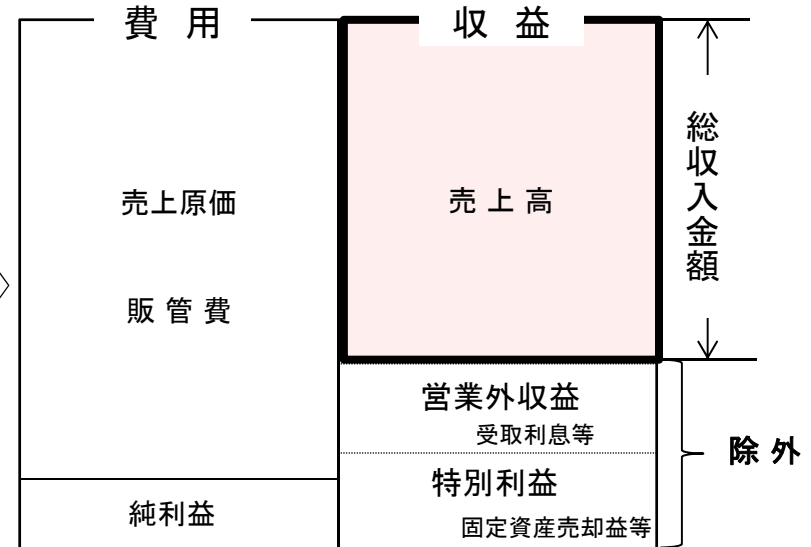 費用
収益
売上原価
販管費
純利益
売上高
営業外収益
受取利息等
特別利益
固定資産売却益等
総収入金額
除外